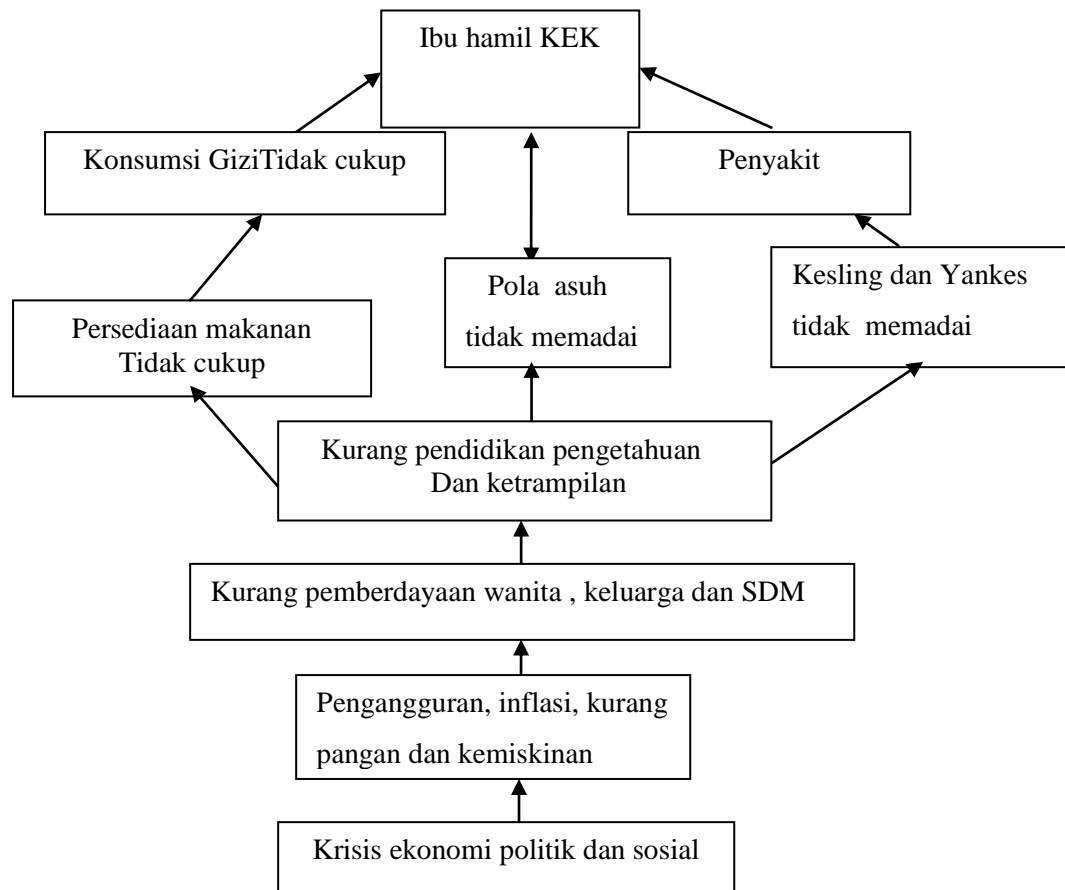 Ibu hamil KEK
Konsumsi GiziTidak cukup
Penyakit
Pola asuh
tidak memadai
Kesling dan Yankes
tidak memadai
Persediaan makanan
Tidak cukup
Kurang pendidikan pengetahuan
Dan ketrampilan
Kurang pemberdayaan wanita , keluarga dan SDM
Pengangguran, inflasi, kurang
pangan dan kemiskinan
Krisis ekonomi politik dan sosial